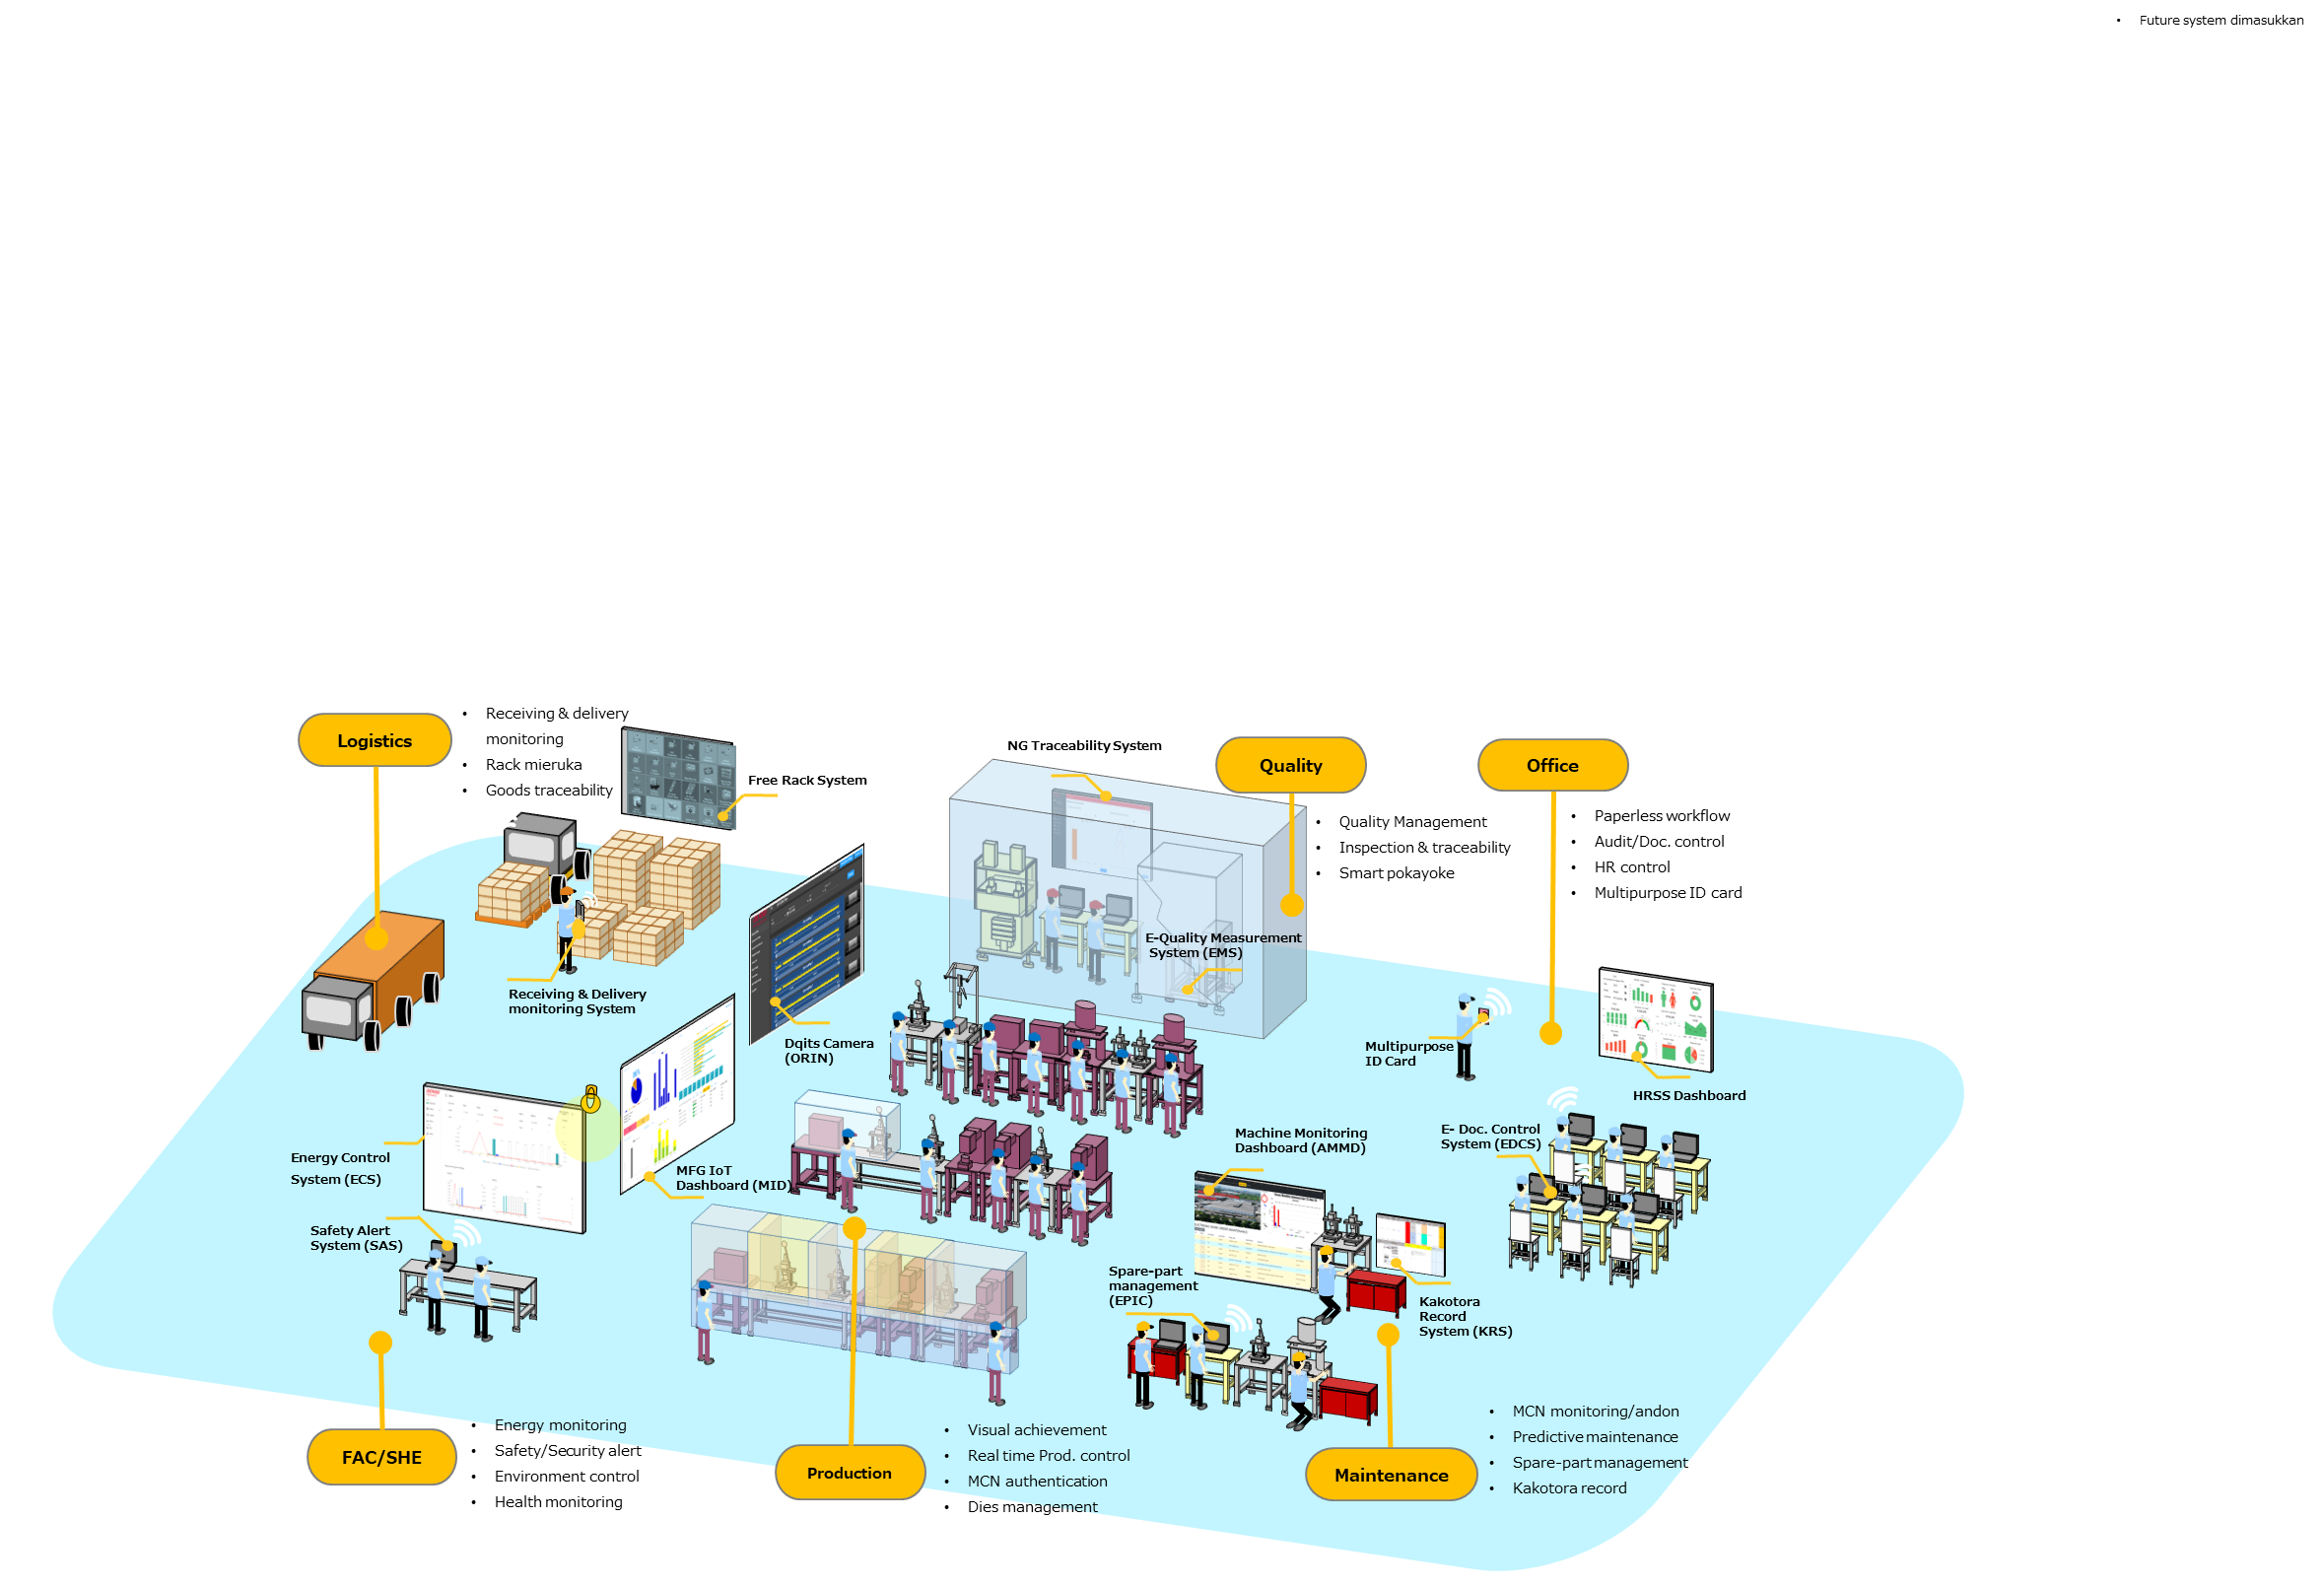 • Future system dimasukkan
Logistics
• Receiving & delivery
monitoring
• Rack mieruka
• Goods traceability
Free Rack System
NG Traceability System
Quality
• Quality Management
• Inspection & traceability
• Smart pokayoke
Office
• Paperless workflow
• Audit/Doc. control
• HR control
• Multipurpose ID card
E-Quality Measurement
System (EMS)
Receiving & Delivery
monitoring System
Dqits Camera
(ORIN)
Multipurpose
ID Card
HRSS Dashboard
Energy Control
System (ECS)
MFG IoT
Dashboard (MID)
Machine Monitoring
Dashboard (AMMD)
E- Doc. Control
System (EDCS)
Safety Alert
System (SAS)
Spare-part
management
(EPIC)
Kakotora
Record
System (KRS)
FAC/SHE
• Energy monitoring
• Safety/Security alert
• Environment control
• Health monitoring
Production
• Visual achievement
• Real time Prod. control
• MCN authentication
• Dies management
Maintenance
• MCN monitoring/andon
• Predictive maintenance
• Spare-part management
• Kakotora record